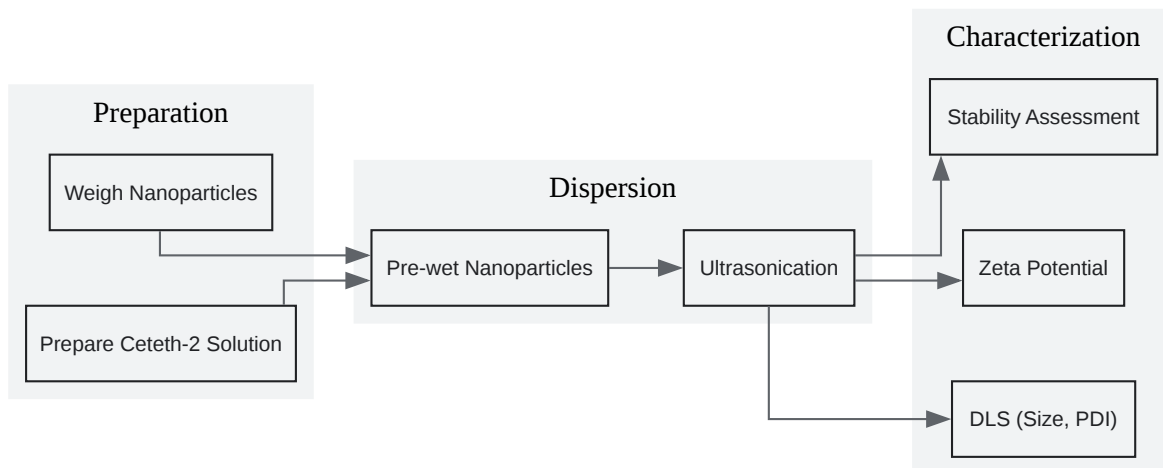 Preparation
Weigh Nanoparticles
Prepare Ceteth-2 Solution
Dispersion
Pre-wet Nanoparticles
Ultrasonication
Characterization
Stability Assessment
Zeta Potential
DLS (Size, PDI)